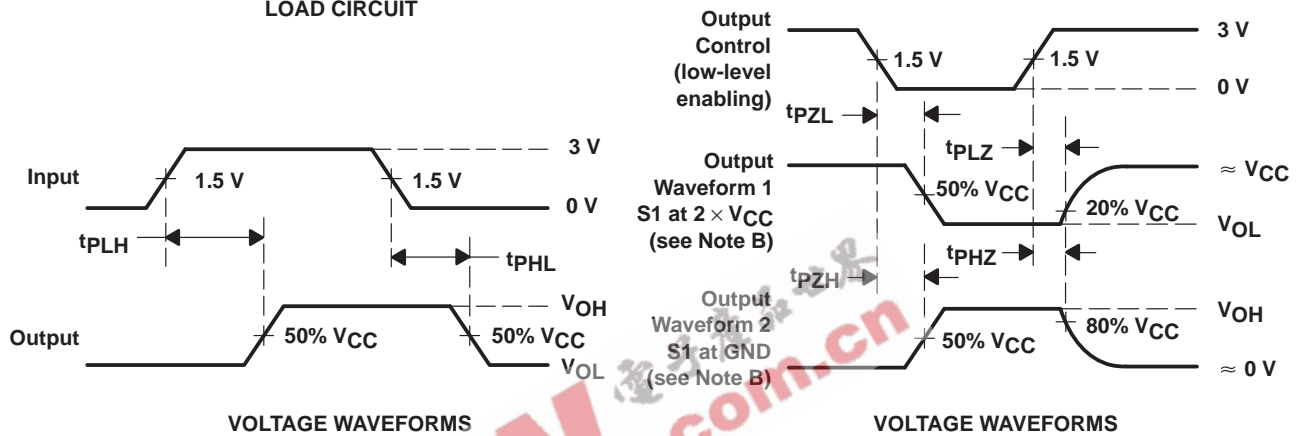 LOAD CIRCUIT
Input
3 V
1.5 V
1.5 V
0 V
tPLH
tPHL
Output
VOH
50% VCC
50% VCC
VOL
VOLTAGE WAVEFORMS
Output
Control
(low-level
enabling)
3 V
1.5 V
1.5 V
0 V
tPZL
tPLZ
Output
Waveform 1
S1 at 2 × VCC
(see Note B)
≈ VCC
50% VCC
20% VCC
VOL
tPZH
tPHZ
Output
Waveform 2
S1 at GND
(see Note B)
VOH
50% VCC
80% VCC
≈ 0 V
VOLTAGE WAVEFORMS
.com.cn